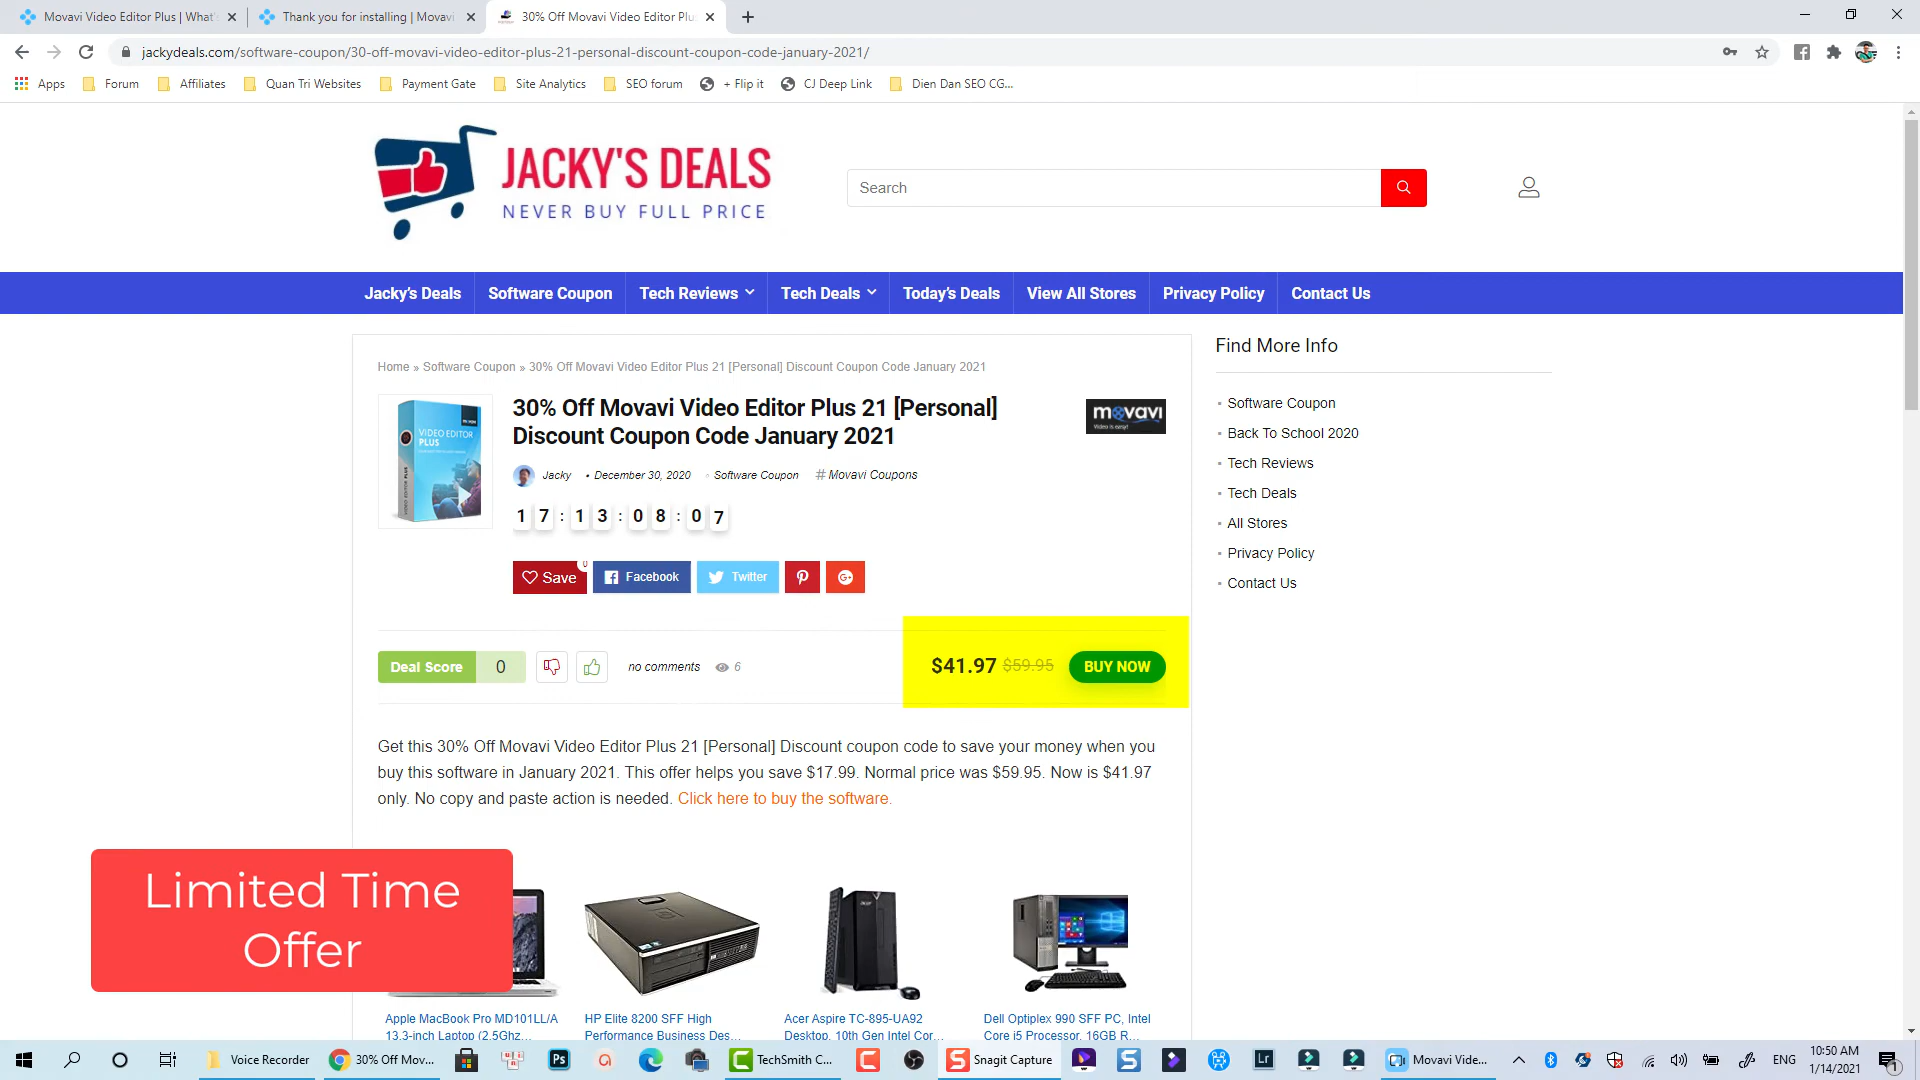 Movavi Video Editor Plus | What'
Thank you for installing | Movavi
30% Off Movavi Video Editor Plu
jackydeals.com/software-coupon/30-off-movavi-video-editor-plus-21-personal-discount-coupon-code-january-2021/
Apps Forum Affiliates Quan Tri Websites Payment Gate Site Analytics SEO forum + Flip it CJ Deep Link Dien Dan SEO CG...
JACKY'S DEALS
NEVER BUY FULL PRICE
Search
Jacky's Deals Software Coupon Tech Reviews Tech Deals Today's Deals View All Stores Privacy Policy Contact Us
Home » Software Coupon » 30% Off Movavi Video Editor Plus 21 [Personal] Discount Coupon Code January 2021
VIDEO EDITOR
PLUS
30% Off Movavi Video Editor Plus 21 [Personal]
Discount Coupon Code January 2021
movavi
Video is easy!
Jacky • December 30, 2020 Software Coupon # Movavi Coupons
17:13:08:07
Save 0 Facebook Twitter
Deal Score 0 no comments 6
$41.97 $59.95 BUY NOW
Get this 30% Off Movavi Video Editor Plus 21 [Personal] Discount coupon code to save your money when you
buy this software in January 2021. This offer helps you save $17.99. Normal price was $59.95. Now is $41.97
only. No copy and paste action is needed. Click here to buy the software.
Find More Info
Software Coupon
Back To School 2020
Tech Reviews
Tech Deals
All Stores
Privacy Policy
Contact Us
Limited Time
Offer
Apple MacBook Pro MD101LL/A
13.3-inch Laptop (2.5Ghz...
HP Elite 8200 SFF High
Performance Business Des...
Acer Aspire TC-895-UA92
Desktop, 10th Gen Intel Cor...
Dell Optiplex 990 SFF PC, Intel
Core i5 Processor, 16GB R...
Voice Recorder 30% Off Mov... Ps TechSmith C... Snagit Capture Lr Movavi Vide... ENG
10:50 AM
1/14/2021